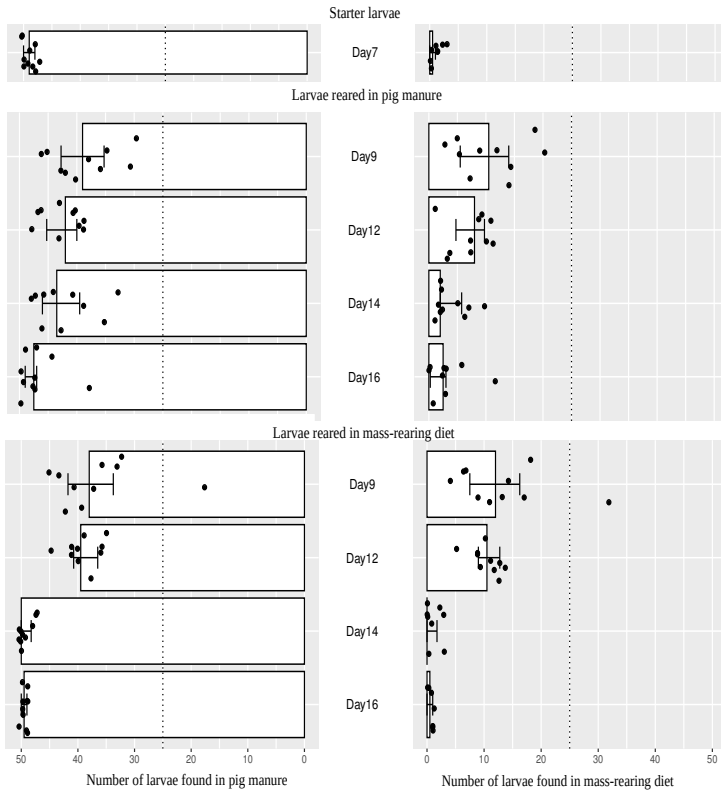 Starter larvae
Day7
Larvae reared in pig manure
Day9
Day12
Day14
Day16
Larvae reared in mass-rearing diet
Day9
Day12
Day14
Day16
50 40 30 20 10 0 0 10 20 30 40 50
Number of larvae found in pig manure Number of larvae found in mass-rearing diet